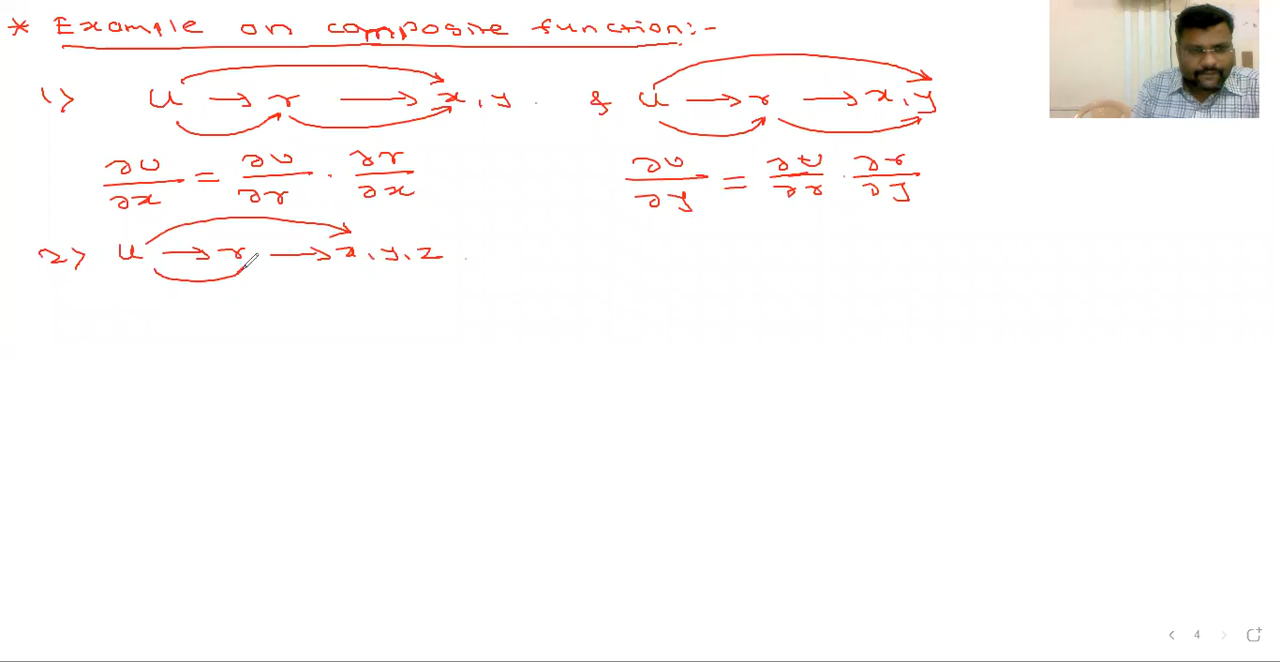 * Example on composite function:-
1) u → r → x, y . & u → r → x, y
∂u/∂x = ∂u/∂r · ∂r/∂x ∂u/∂y = ∂u/∂r · ∂r/∂y
2) u → r → x, y, z .
< 4 >